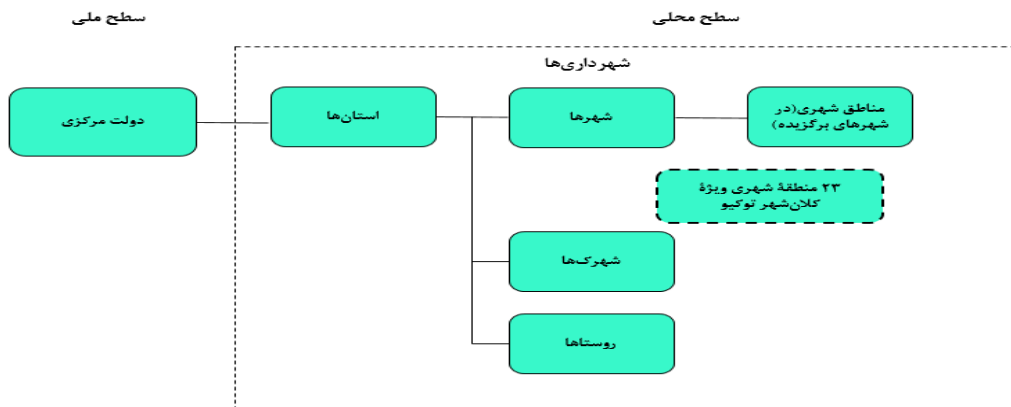 سطح ملی
سطح محلی
شهرداری‌ها
دولت مرکزی
استان‌ها
شهرها
مناطق شهری(در
شهرهای برگزیده)
۲۳ منطقهٔ شهری ویژهٔ
کلان‌شهر توکیو
شهرک‌ها
روستاها